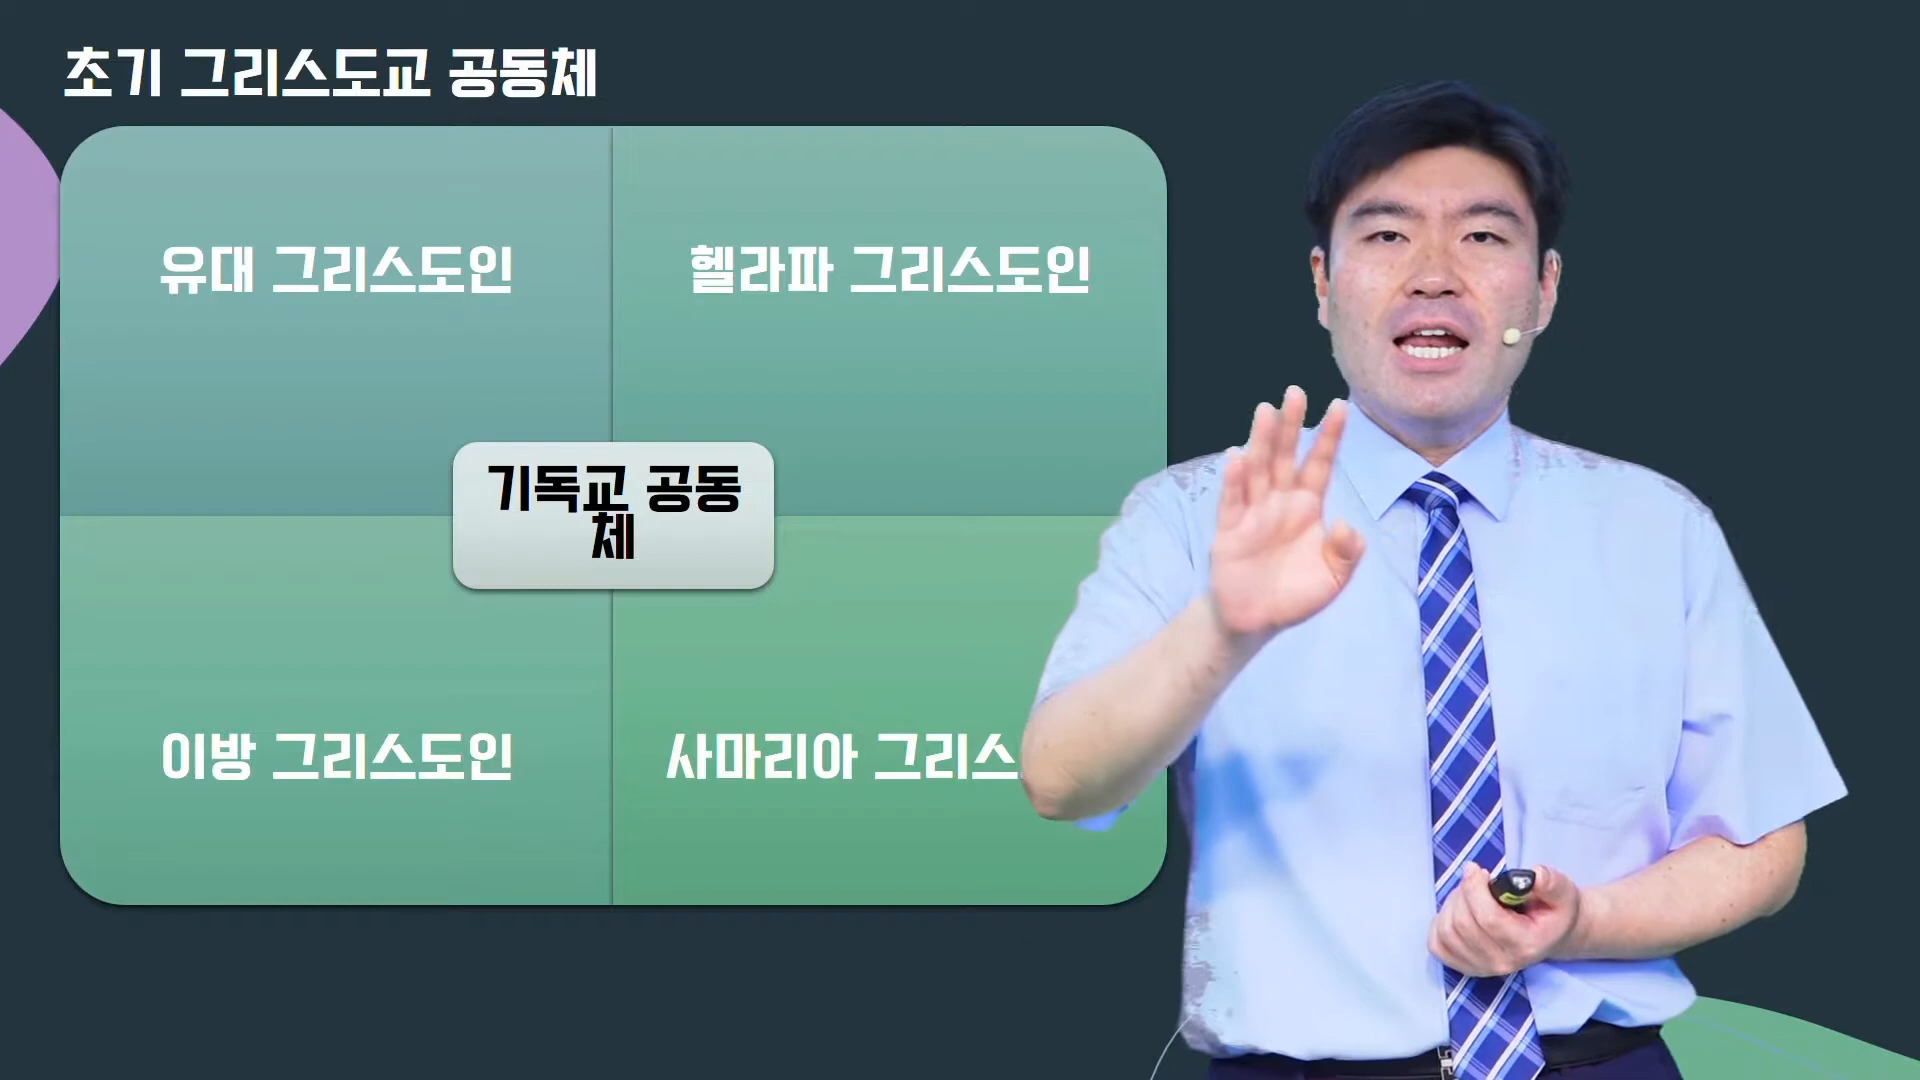 초기 그리스도교 공동체
유대 그리스도인
헬라파 그리스도인
기독교 공동
체
이방 그리스도인
사마리아 그리스